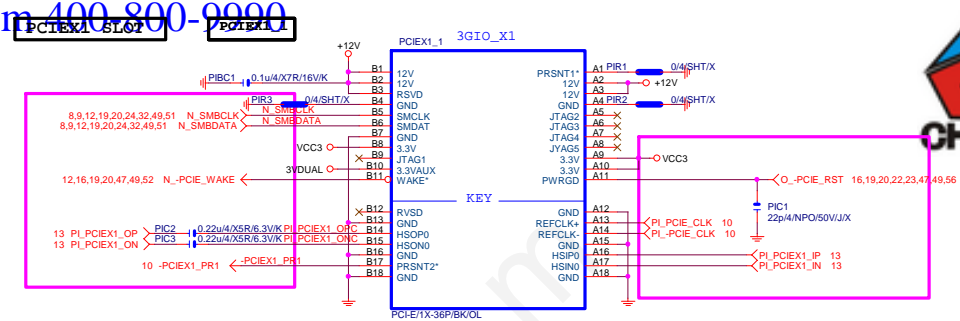 m 400-800-9990
PCIEX1 SLOT
PCIEX1_1
PCIEX1_1
3GIO_X1
+12V
PIBC1
0.1u/4/X7R/16V/K
PIR3
0/4/SHT/X
8,9,12,19,20,24,32,49,51 N_SMBCLK
N_SMBCLK
8,9,12,19,20,24,32,49,51 N_SMBDATA
N_SMBDATA
VCC3
3VDUAL
12,16,19,20,47,49,52 N_-PCIE_WAKE
13 PI_PCIEX1_OP
PIC2
0.22u/4/X5R/6.3V/K
PI_PCIEX1_OPC
13 PI_PCIEX1_ON
PIC3
0.22u/4/X5R/6.3V/K
PI_PCIEX1_ONC
10 -PCIEX1_PR1
-PCIEX1_PR1
B1 12V
B2 12V
B3 RSVD
B4 GND
B5 SMCLK
B6 SMDAT
B7 GND
B8 3.3V
B9 JTAG1
B10 3.3VAUX
B11 WAKE*
KEY
B12 RVSD
B13 GND
B14 HSOP0
B15 HSON0
B16 GND
B17 PRSNT2*
B18 GND
PRSNT1* A1
12V A2
12V A3
GND A4
JTAG2 A5
JTAG3 A6
JTAG4 A7
JYAG5 A8
3.3V A9
3.3V A10
PWRGD A11
GND A12
REFCLK+ A13
REFCLK- A14
GND A15
HSIP0 A16
HSIN0 A17
GND A18
PIR1
0/4/SHT/X
+12V
PIR2
0/4/SHT/X
VCC3
O_-PCIE_RST 16,19,20,22,23,47,49,56
PIC1
22p/4/NPO/50V/J/X
PI_PCIE_CLK 10
PI_-PCIE_CLK 10
PI_PCIEX1_IP 13
PI_PCIEX1_IN 13
PCI-E/1X-36P/BK/OL
CH